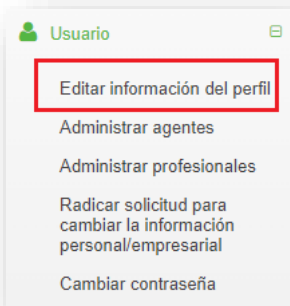 Usuario
Editar información del perfil
Administrar agentes
Administrar profesionales
Radicar solicitud para
cambiar la información
personal/empresarial
Cambiar contraseña